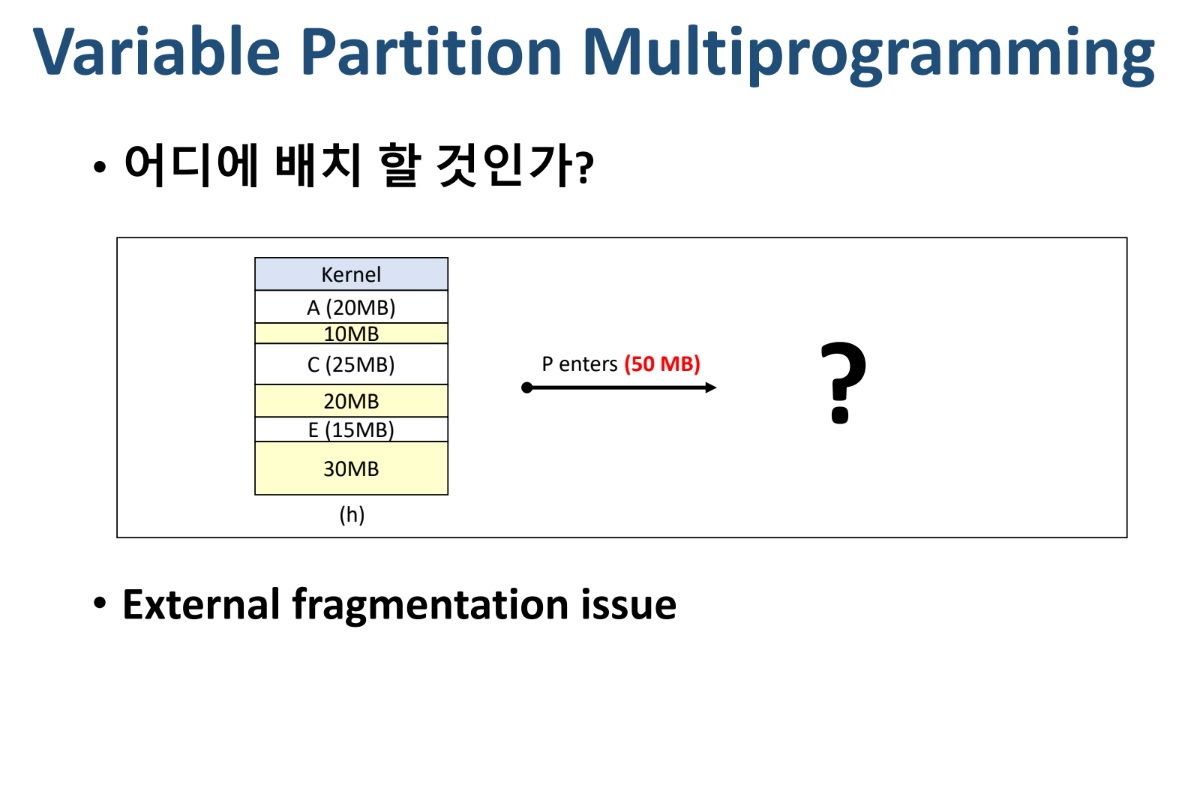 Variable Partition Multiprogramming
• 어디에 배치 할 것인가?
Kernel
A (20MB)
10MB
C (25MB)
20MB
E (15MB)
30MB
(h)
P enters (50 MB)
?
• External fragmentation issue